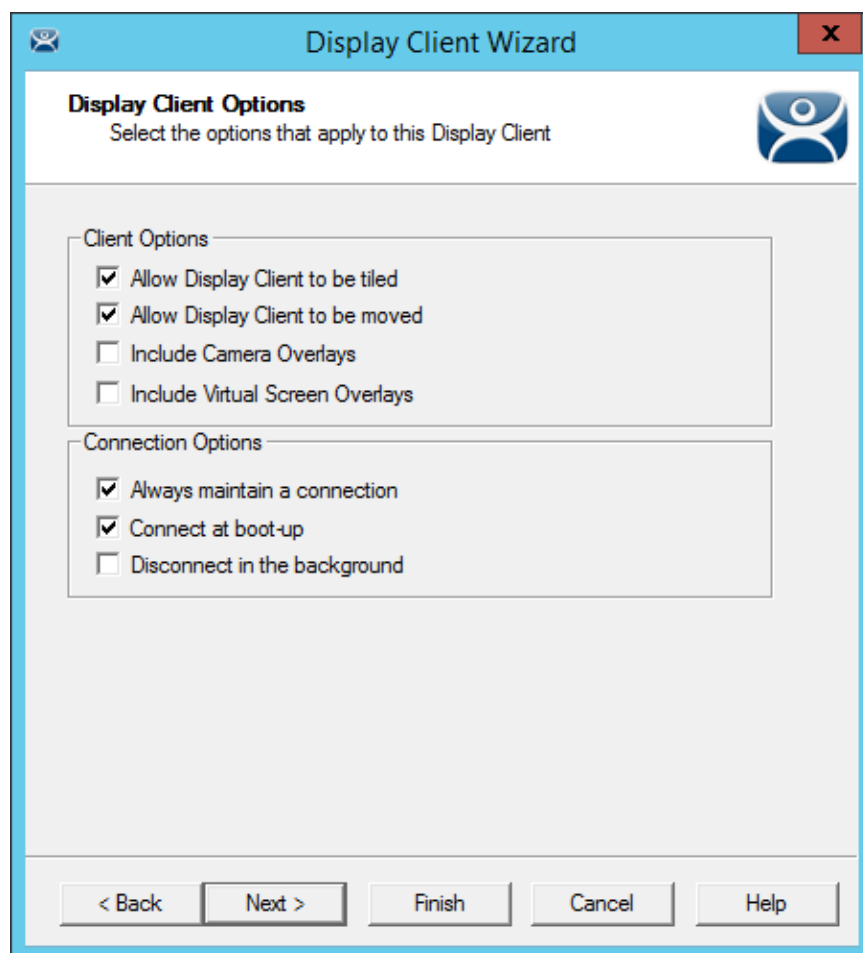 Display Client Wizard
x
Display Client Options
Select the options that apply to this Display Client
Client Options
Allow Display Client to be tiled
Allow Display Client to be moved
Include Camera Overlays
Include Virtual Screen Overlays
Connection Options
Always maintain a connection
Connect at boot-up
Disconnect in the background
< Back Next > Finish Cancel Help